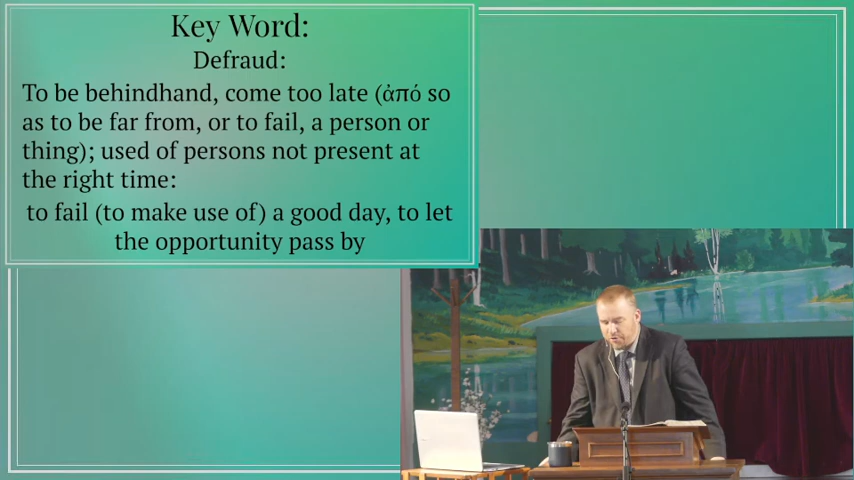 Key Word:
Defraud:
To be behindhand, come too late (ἀπό so
as to be far from, or to fail, a person or
thing); used of persons not present at
the right time:
to fail (to make use of) a good day, to let
the opportunity pass by